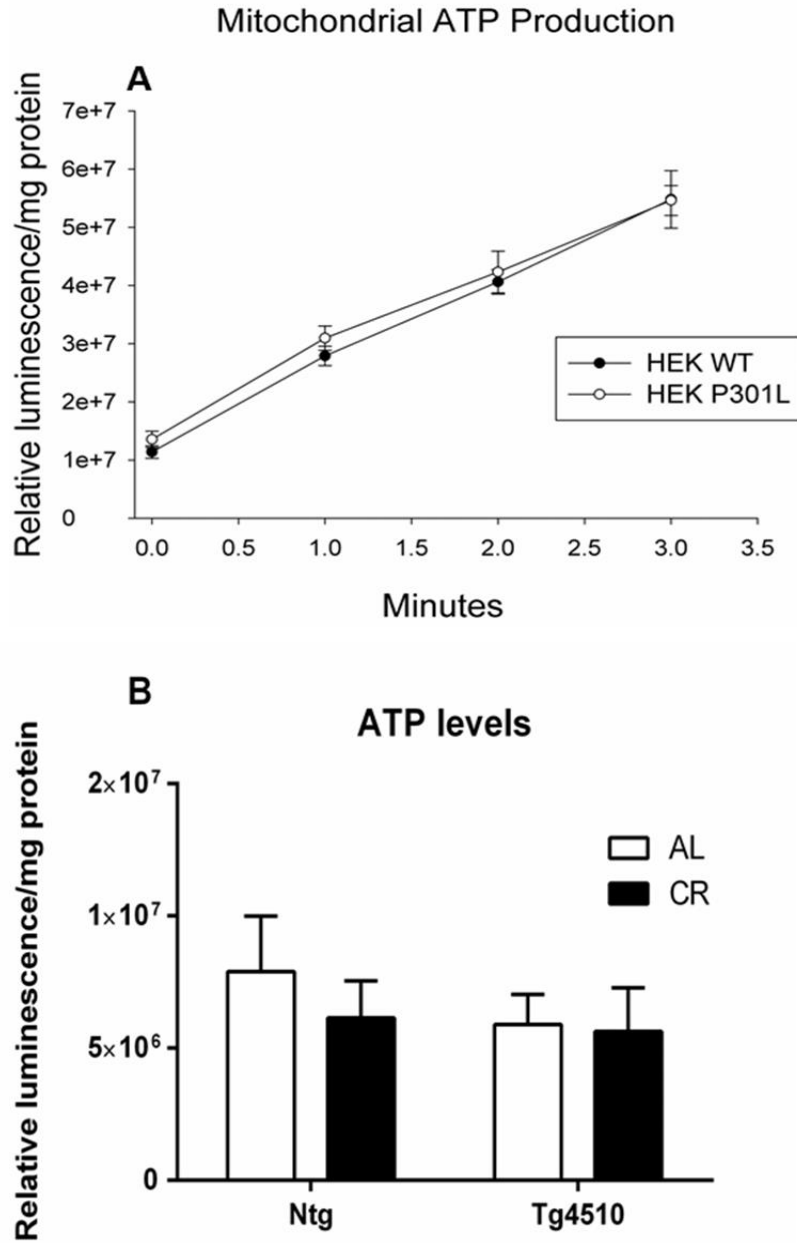 Mitochondrial ATP Production
A
Relative luminescence/mg protein
7e+7
6e+7
5e+7
4e+7
3e+7
2e+7
1e+7
0
HEK WT
HEK P301L
0.0 0.5 1.0 1.5 2.0 2.5 3.0 3.5
Minutes
B
ATP levels
Relative luminescence/mg protein
2×10⁷
1×10⁷
5×10⁶
0
AL
CR
Ntg Tg4510